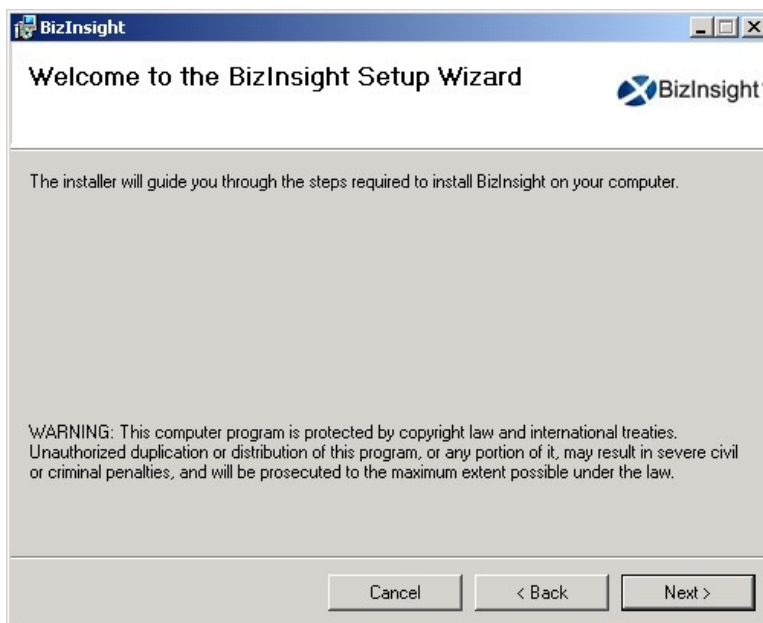 BizInsight
Welcome to the BizInsight Setup Wizard
BizInsight
The installer will guide you through the steps required to install BizInsight on your computer.
WARNING: This computer program is protected by copyright law and international treaties.
Unauthorized duplication or distribution of this program, or any portion of it, may result in severe civil
or criminal penalties, and will be prosecuted to the maximum extent possible under the law.
Cancel
< Back
Next >